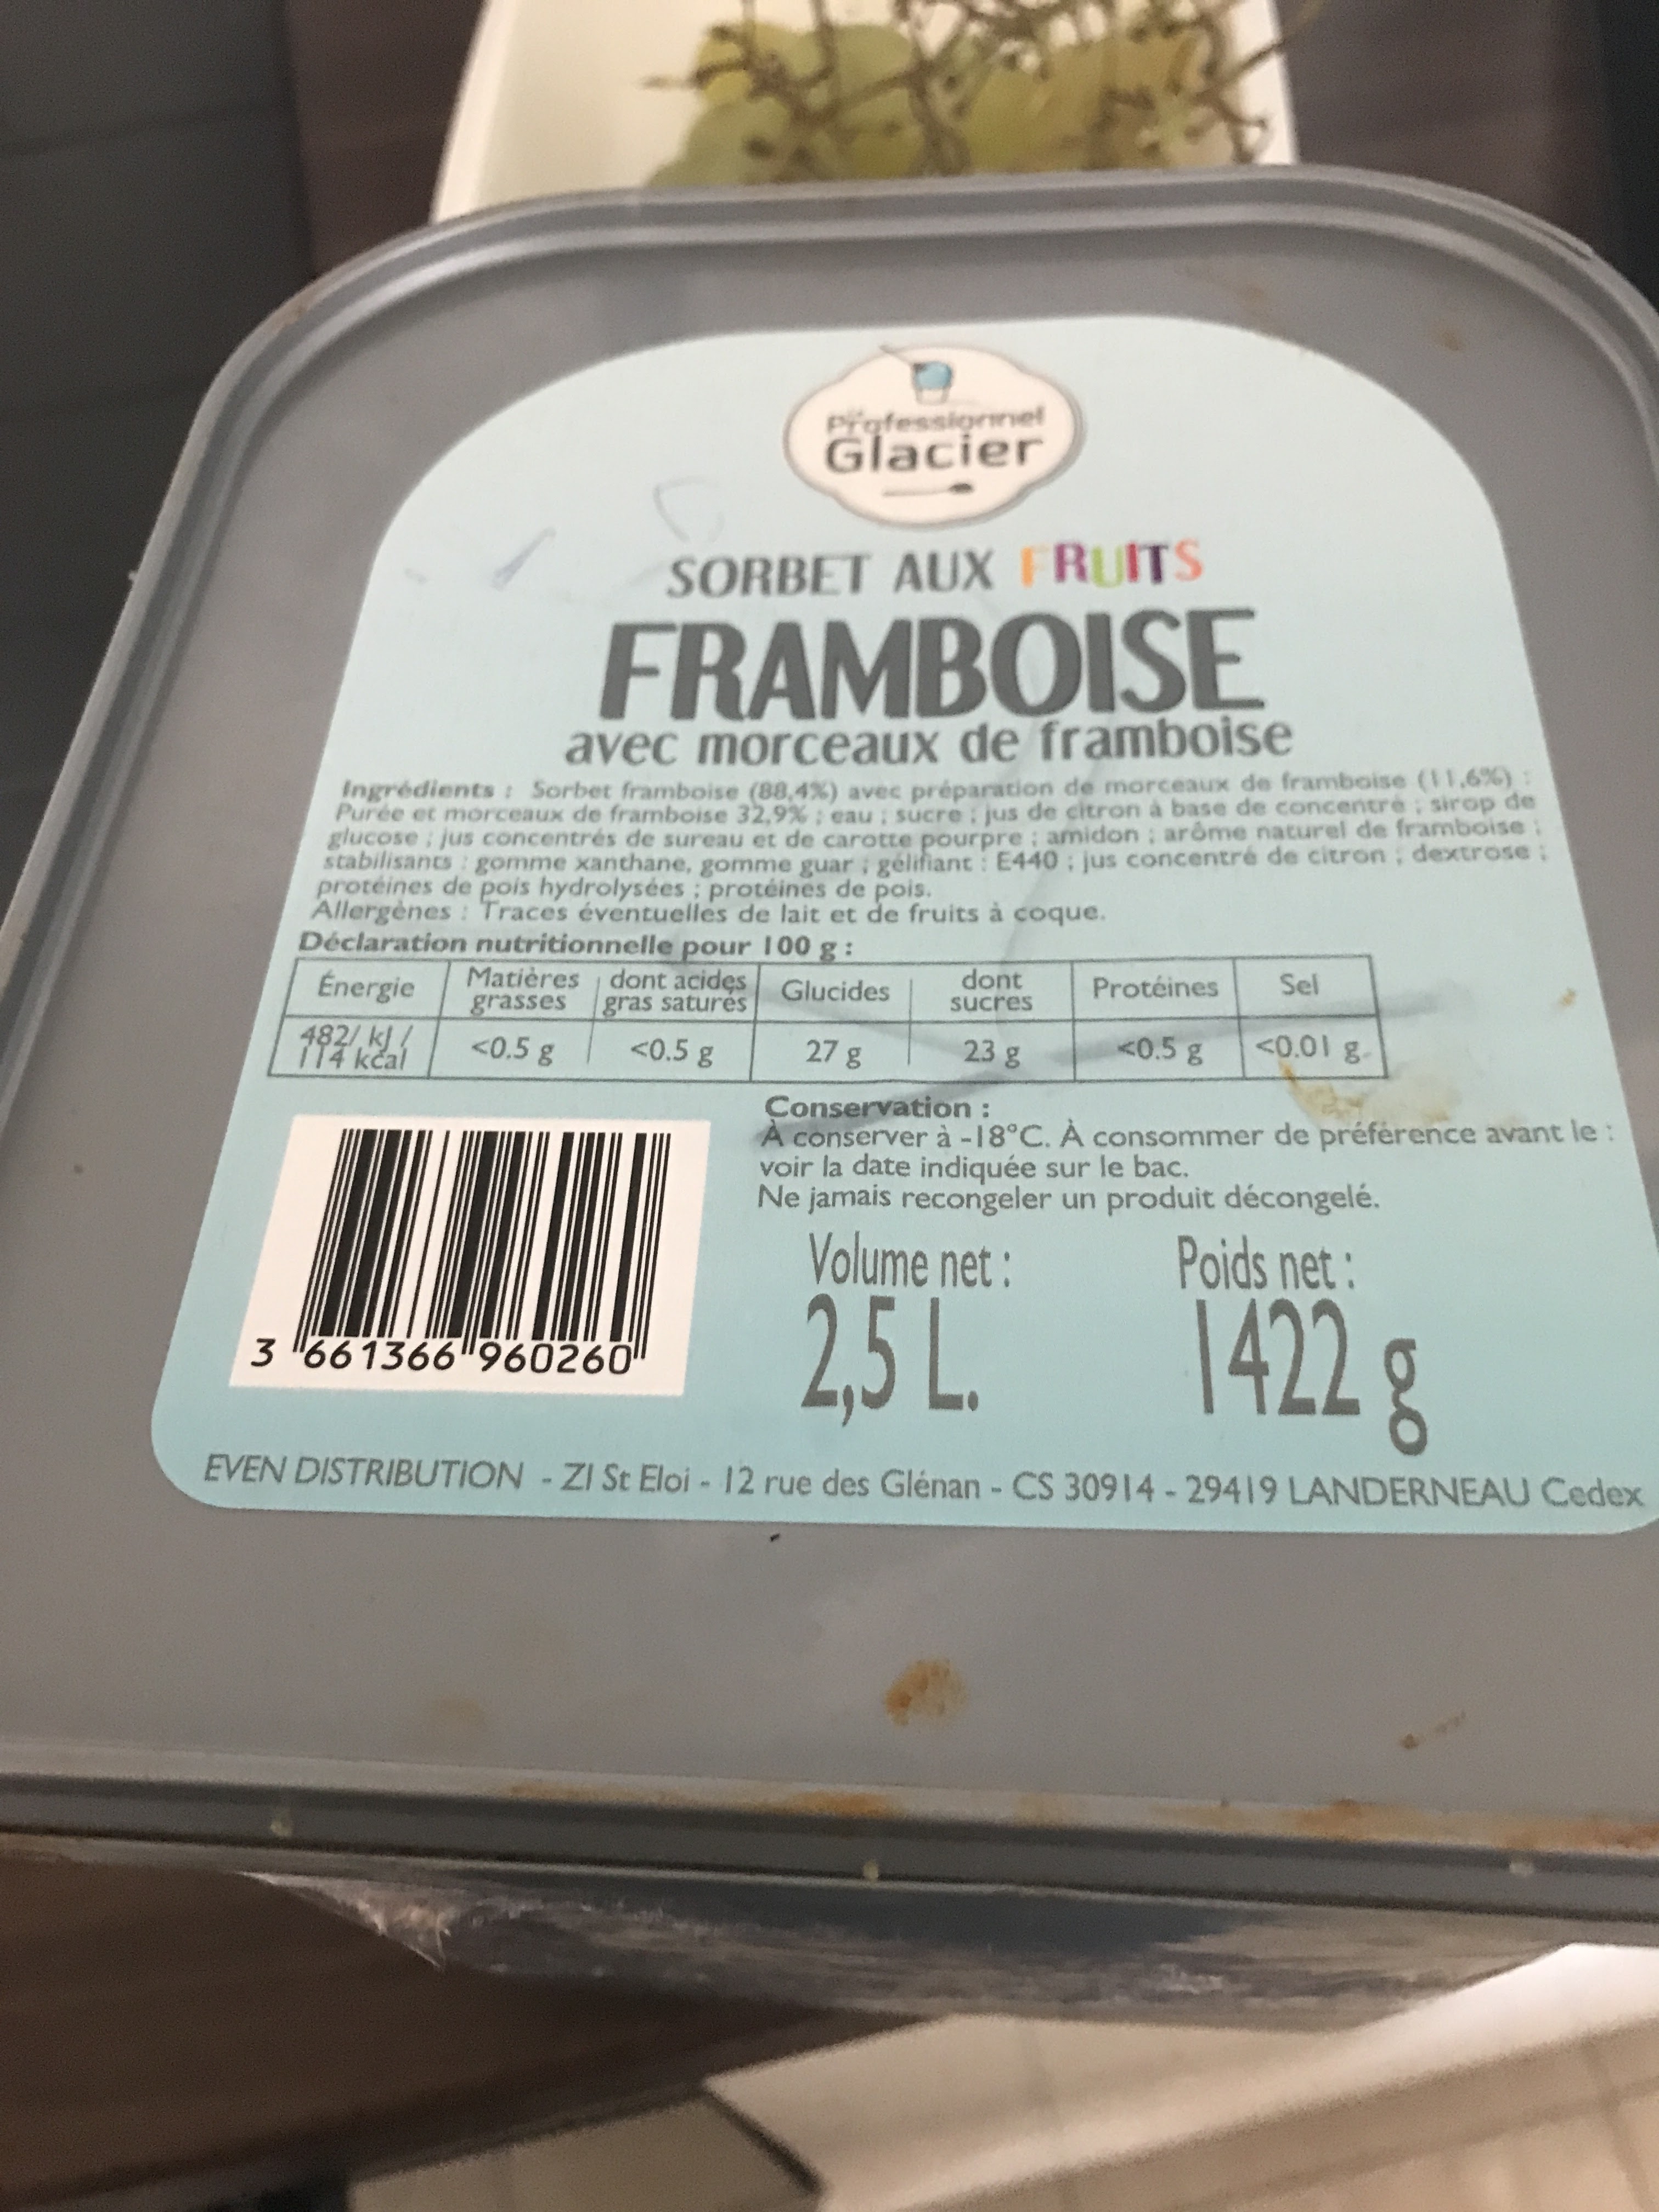 Professionnel
Glacier
SORBET AUX FRUITS
FRAMBOISE
avec morceaux de framboise
Ingrédients : Sorbet framboise (88,4%) avec préparation de morceaux de framboise (11,6%) :
Purée et morceaux de framboise 32,9% ; eau ; sucre ; jus de citron à base de concentré ; sirop de
glucose ; jus concentrés de sureau et de carotte pourpre ; amidon ; arôme naturel de framboise ;
stabilisants : gomme xanthane, gomme guar ; gélifiant : E440 ; jus concentré de citron ; dextrose ;
protéines de pois hydrolysées ; protéines de pois.
Allergènes : Traces éventuelles de lait et de fruits à coque.
Déclaration nutritionnelle pour 100 g :
Énergie Matières grasses dont acides gras saturés Glucides dont sucres Protéines Sel
482/ kJ / 114 kcal <0.5 g <0.5 g 27 g 23 g <0.5 g <0.01 g
Conservation :
À conserver à -18°C. À consommer de préférence avant le :
voir la date indiquée sur le bac.
Ne jamais recongeler un produit décongelé.
Volume net : Poids net :
2,5 L. 1422 g
3 661366 960260
EVEN DISTRIBUTION - ZI St Eloi - 12 rue des Glénan - CS 30914 - 29419 LANDERNEAU Cedex